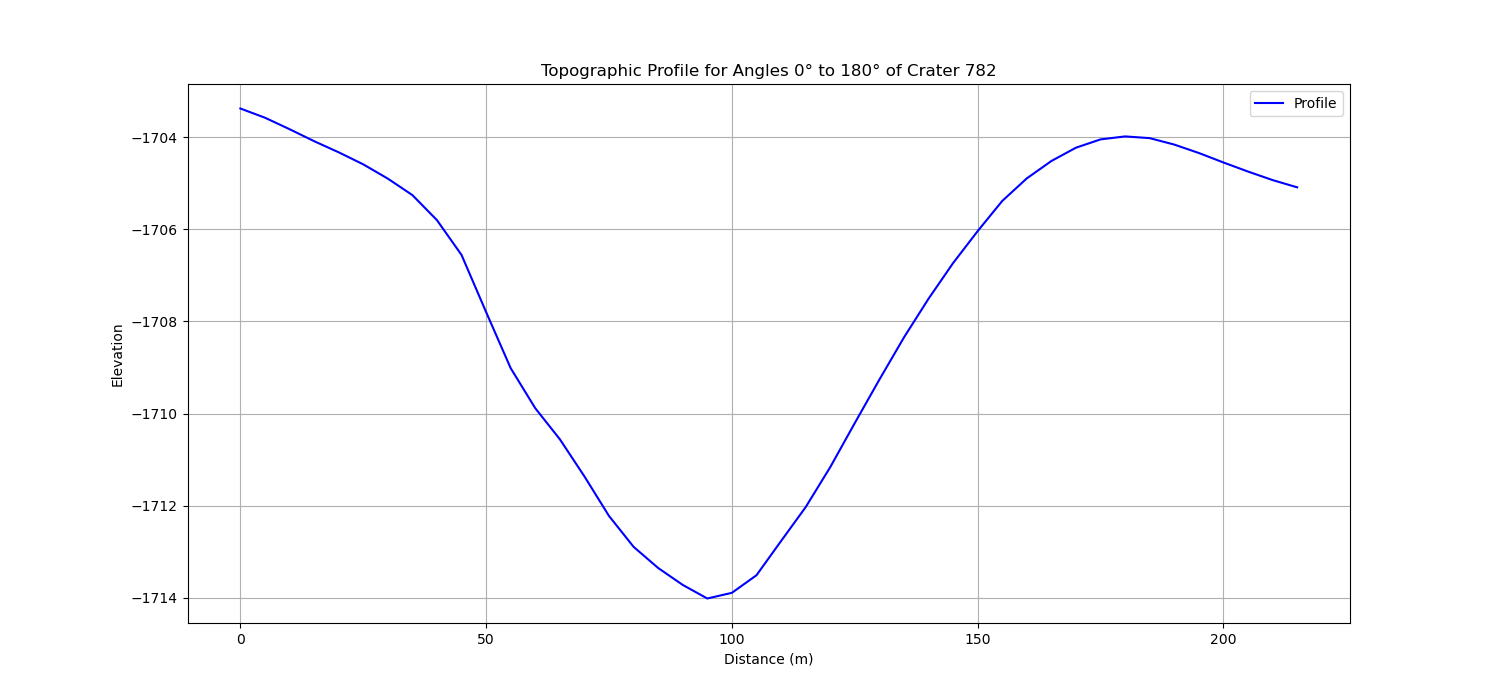 Topographic Profile for Angles 0° to 180° of Crater 782
Profile
Elevation
−1704
−1706
−1708
−1710
−1712
−1714
0 50 100 150 200
Distance (m)